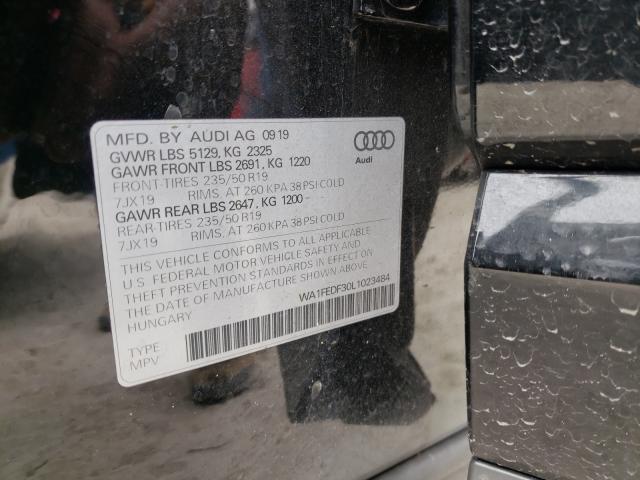 MFD. BY AUDI AG 09 19
GVWR LBS 5129, KG 2325
GAWR FRONT LBS 2691, KG 1220
FRONT-TIRES 235/50 R19
7JX19 RIMS, AT 260 KPA 38 PSI COLD
GAWR REAR LBS 2647, KG 1200
REAR-TIRES 235/50 R19
7JX19 RIMS, AT 260 KPA 38 PSI COLD
THIS VEHICLE CONFORMS TO ALL APPLICABLE
U S. FEDERAL MOTOR VEHICLE SAFETY AND
THEFT PREVENTION STANDARDS IN EFFECT ON
THE DATE OF MANUFACTURE SHOWN ABOVE
HUNGARY
WA1FEDF30L1023484
TYPE
MPV
Audi